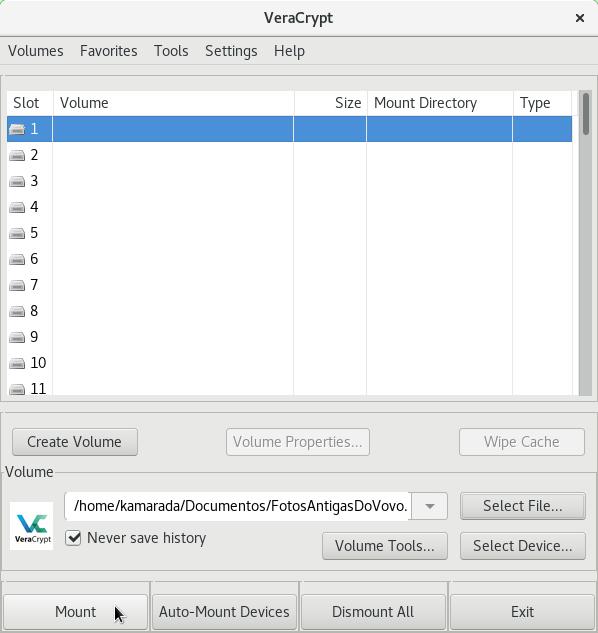 VeraCrypt
Volumes Favorites Tools Settings Help
Slot Volume Size Mount Directory Type
1
2
3
4
5
6
7
8
9
10
11
Create Volume Volume Properties... Wipe Cache
Volume
/home/kamarada/Documentos/FotosAntigasDoVovo. Select File...
VeraCrypt
Never save history
Volume Tools... Select Device...
Mount Auto-Mount Devices Dismount All Exit